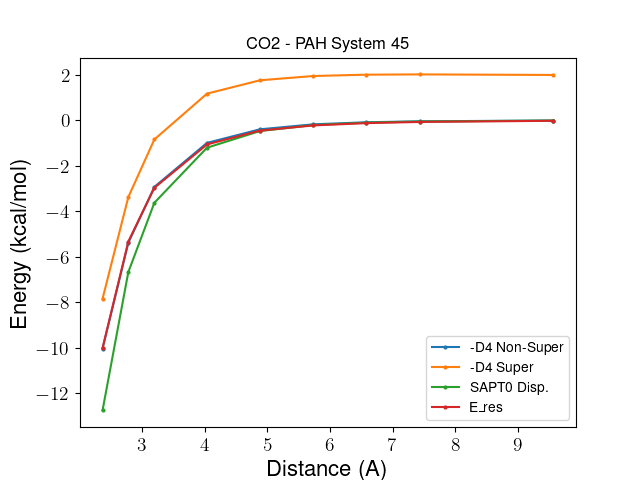 CO2 - PAH System 45
Energy (kcal/mol)
2
0
−2
−4
−6
−8
−10
−12
3 4 5 6 7 8 9
Distance (A)
-D4 Non-Super
-D4 Super
SAPT0 Disp.
E_res